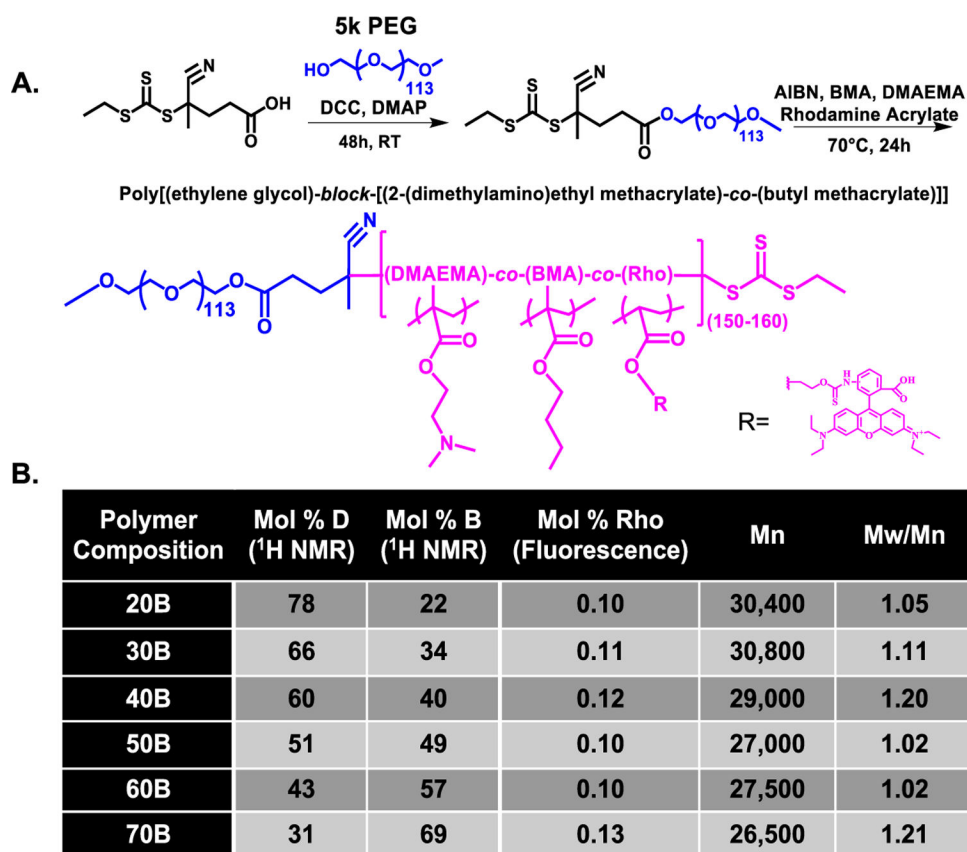 A.
5k PEG
HO O O 113
DCC, DMAP
48h, RT
S S S N OH O
S S S N O O O O 113
AIBN, BMA, DMAEMA
Rhodamine Acrylate
70°C, 24h
Poly[(ethylene glycol)-block-[(2-(dimethylamino)ethyl methacrylate)-co-(butyl methacrylate)]]
O O 113 O O N (DMAEMA)-co-(BMA)-co-(Rho) (150-160) S S S
O O N
O O
O O R
R= O S H N OH O N O N+
B.
Polymer Composition Mol % D (1H NMR) Mol % B (1H NMR) Mol % Rho (Fluorescence) Mn Mw/Mn
20B 78 22 0.10 30,400 1.05
30B 66 34 0.11 30,800 1.11
40B 60 40 0.12 29,000 1.20
50B 51 49 0.10 27,000 1.02
60B 43 57 0.10 27,500 1.02
70B 31 69 0.13 26,500 1.21